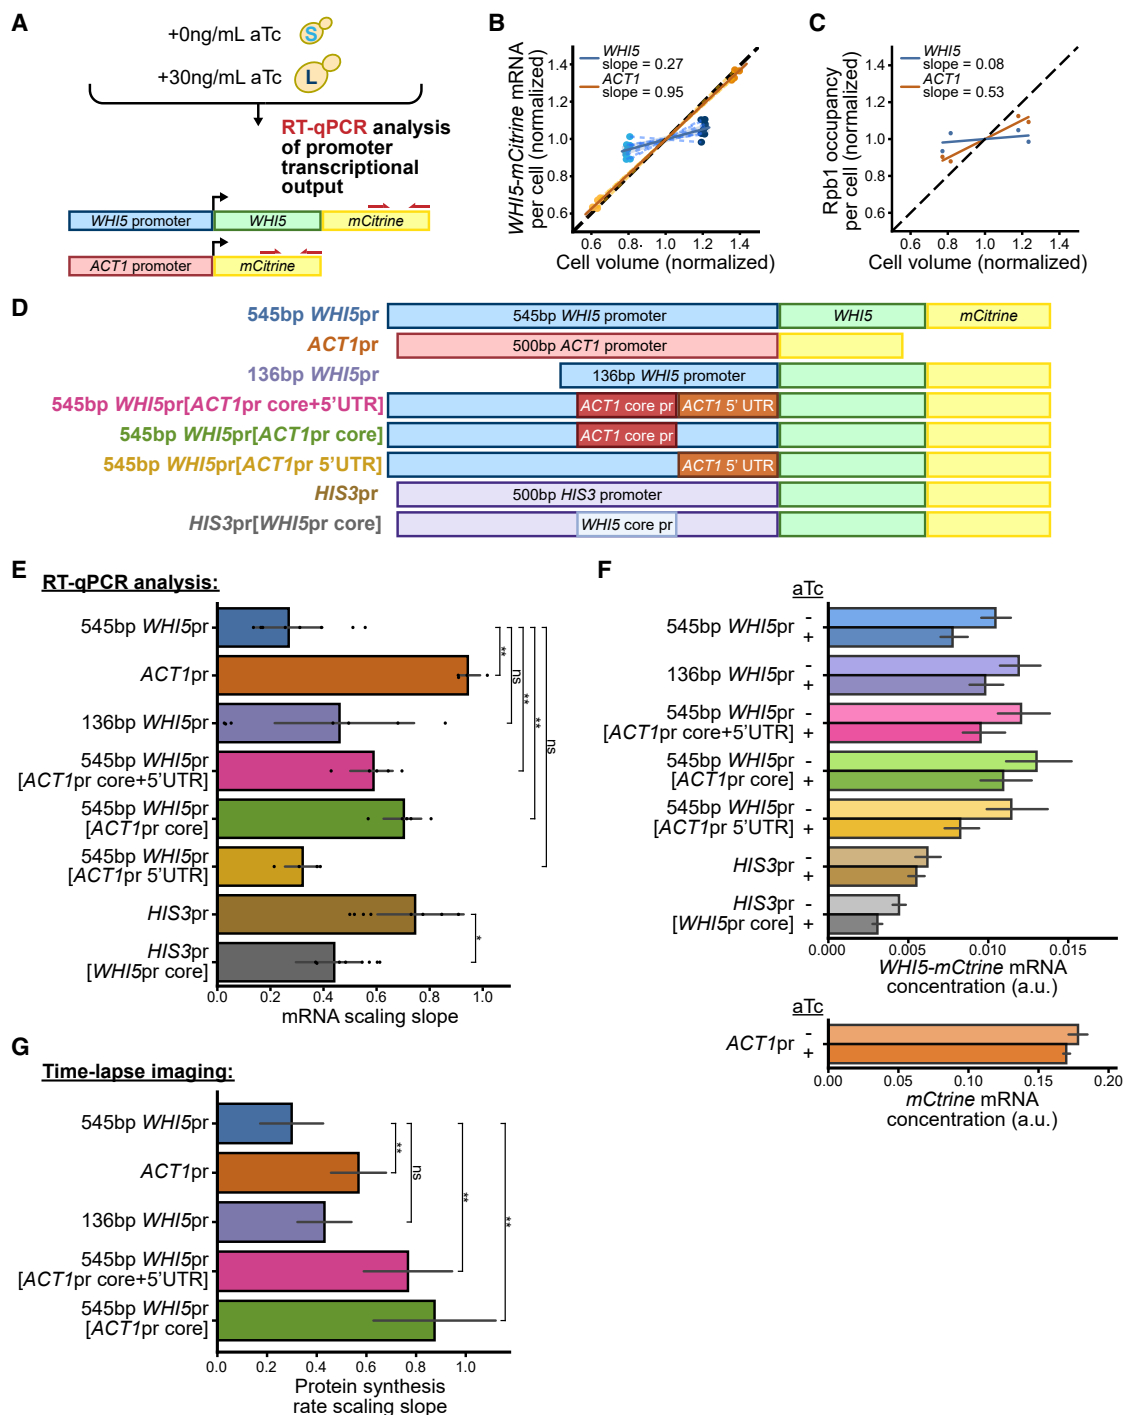 A
+0ng/mL aTc
S
+30ng/mL aTc
L
RT-qPCR analysis
of promoter
transcriptional
output
WHI5 promoter
WHI5
mCitrine
ACT1 promoter
mCitrine
B
WHI5-mCitrine mRNA
per cell (normalized)
WHI5
slope = 0.27
ACT1
slope = 0.95
1.4
1.2
1.0
0.8
0.6
0.6 0.8 1.0 1.2 1.4
Cell volume (normalized)
C
Rpb1 occupancy
per cell (normalized)
WHI5
slope = 0.08
ACT1
slope = 0.53
1.4
1.2
1.0
0.8
0.6
0.6 0.8 1.0 1.2 1.4
Cell volume (normalized)
D
545bp WHI5pr
545bp WHI5 promoter
WHI5
mCitrine
ACT1pr
500bp ACT1 promoter
136bp WHI5pr
136bp WHI5 promoter
545bp WHI5pr[ACT1pr core+5'UTR]
ACT1 core pr
ACT1 5' UTR
545bp WHI5pr[ACT1pr core]
ACT1 core pr
545bp WHI5pr[ACT1pr 5'UTR]
ACT1 5' UTR
HIS3pr
500bp HIS3 promoter
HIS3pr[WHI5pr core]
WHI5 core pr
E
RT-qPCR analysis:
545bp WHI5pr
ACT1pr
136bp WHI5pr
545bp WHI5pr
[ACT1pr core+5'UTR]
545bp WHI5pr
[ACT1pr core]
545bp WHI5pr
[ACT1pr 5'UTR]
HIS3pr
HIS3pr
[WHI5pr core]
**
ns
**
**
ns
*
0.0 0.2 0.4 0.6 0.8 1.0
mRNA scaling slope
F
aTc
545bp WHI5pr
-
+
136bp WHI5pr
-
+
545bp WHI5pr -
[ACT1pr core+5'UTR] +
545bp WHI5pr -
[ACT1pr core] +
545bp WHI5pr -
[ACT1pr 5'UTR] +
HIS3pr
-
+
HIS3pr -
[WHI5pr core] +
0.000 0.005 0.010 0.015
WHI5-mCtrine mRNA
concentration (a.u.)
aTc
ACT1pr
-
+
0.00 0.05 0.10 0.15 0.20
mCtrine mRNA
concentration (a.u.)
G
Time-lapse imaging:
545bp WHI5pr
ACT1pr
136bp WHI5pr
545bp WHI5pr
[ACT1pr core+5'UTR]
545bp WHI5pr
[ACT1pr core]
**
ns
**
**
0.0 0.2 0.4 0.6 0.8 1.0
Protein synthesis
rate scaling slope